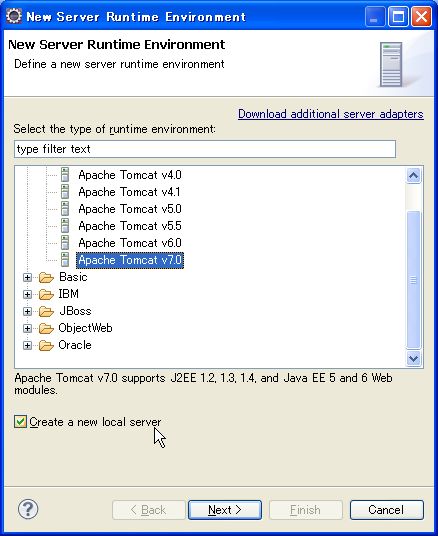 New Server Runtime Environment
New Server Runtime Environment
Define a new server runtime environment
Download additional server adapters
Select the type of runtime environment:
type filter text
Apache Tomcat v4.0
Apache Tomcat v4.1
Apache Tomcat v5.0
Apache Tomcat v5.5
Apache Tomcat v6.0
Apache Tomcat v7.0
Basic
IBM
JBoss
ObjectWeb
Oracle
Apache Tomcat v7.0 supports J2EE 1.2, 1.3, 1.4, and Java EE 5 and 6 Web
modules.
Create a new local server
? < Back Next > Finish Cancel